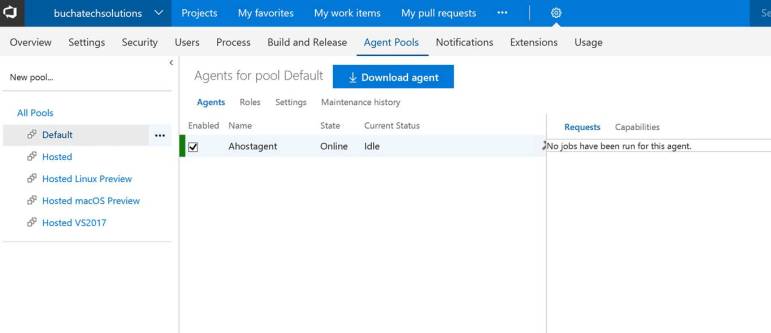 buchatechsolutions Projects My favorites My work items My pull requests ••• Se
Overview Settings Security Users Process Build and Release Agent Pools Notifications Extensions Usage
New pool...
All Pools
Default •••
Hosted
Hosted Linux Preview
Hosted macOS Preview
Hosted VS2017
Agents for pool Default Download agent
Agents Roles Settings Maintenance history
Enabled Name State Current Status
Ahostagent Online Idle
Requests Capabilities
No jobs have been run for this agent.